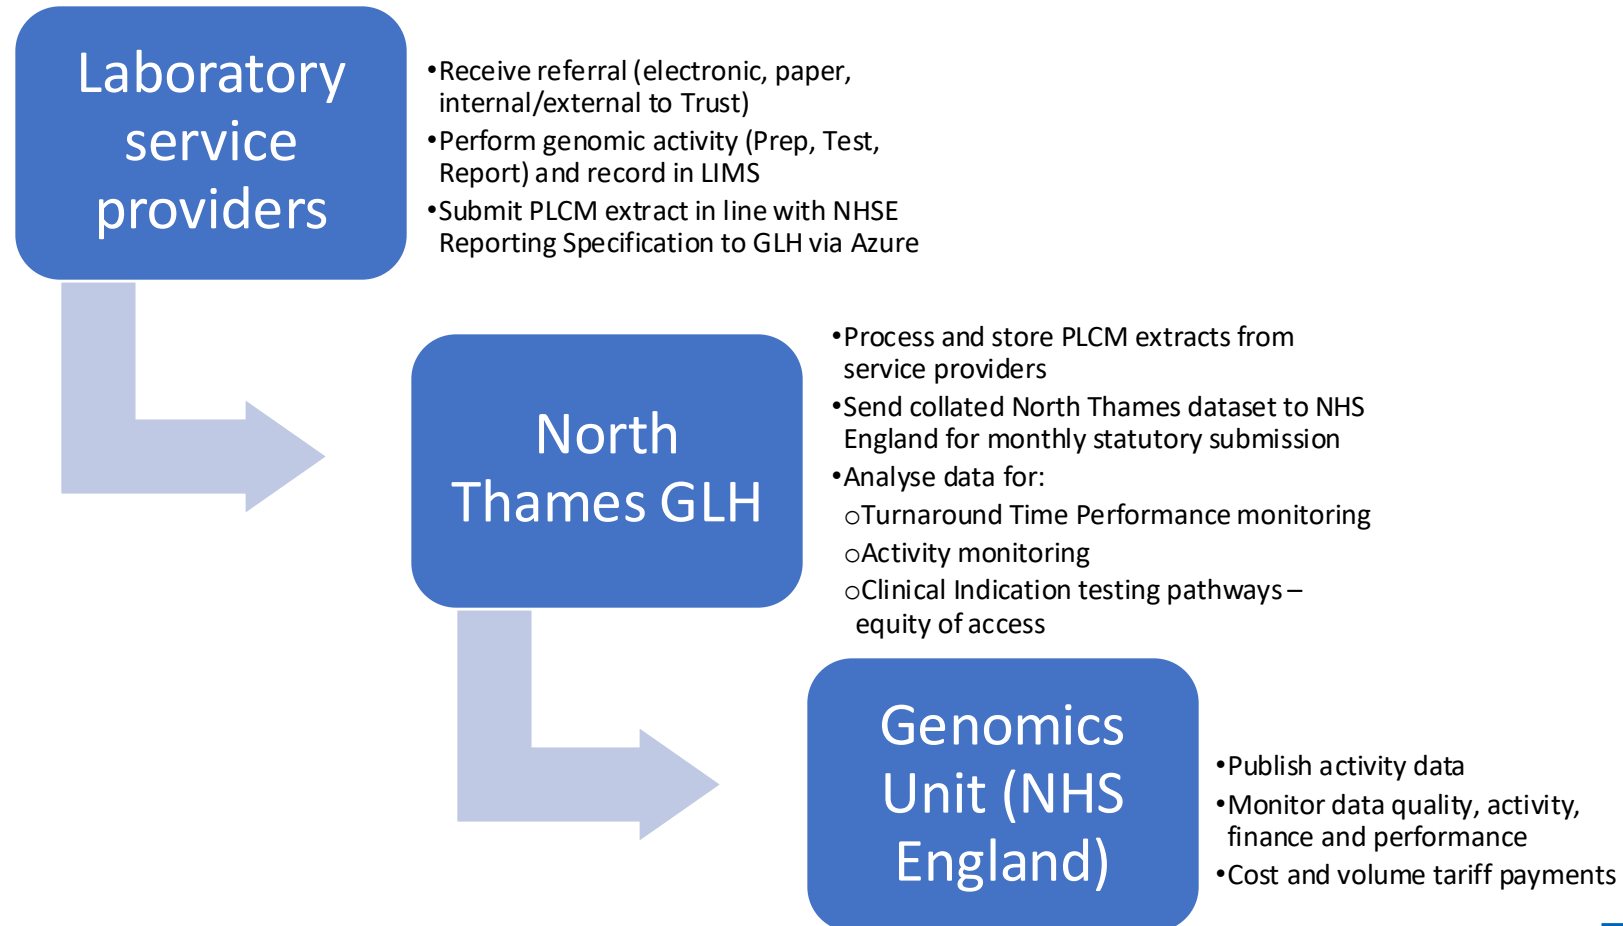 Laboratory
service
providers
•Receive referral (electronic, paper,
internal/external to Trust)
•Perform genomic activity (Prep, Test,
Report) and record in LIMS
•Submit PLCM extract in line with NHSE
Reporting Specification to GLH via Azure
North
Thames GLH
•Process and store PLCM extracts from
service providers
•Send collated North Thames dataset to NHS
England for monthly statutory submission
•Analyse data for:
oTurnaround Time Performance monitoring
oActivity monitoring
oClinical Indication testing pathways –
equity of access
Genomics
Unit (NHS
England)
•Publish activity data
•Monitor data quality, activity,
finance and performance
•Cost and volume tariff payments